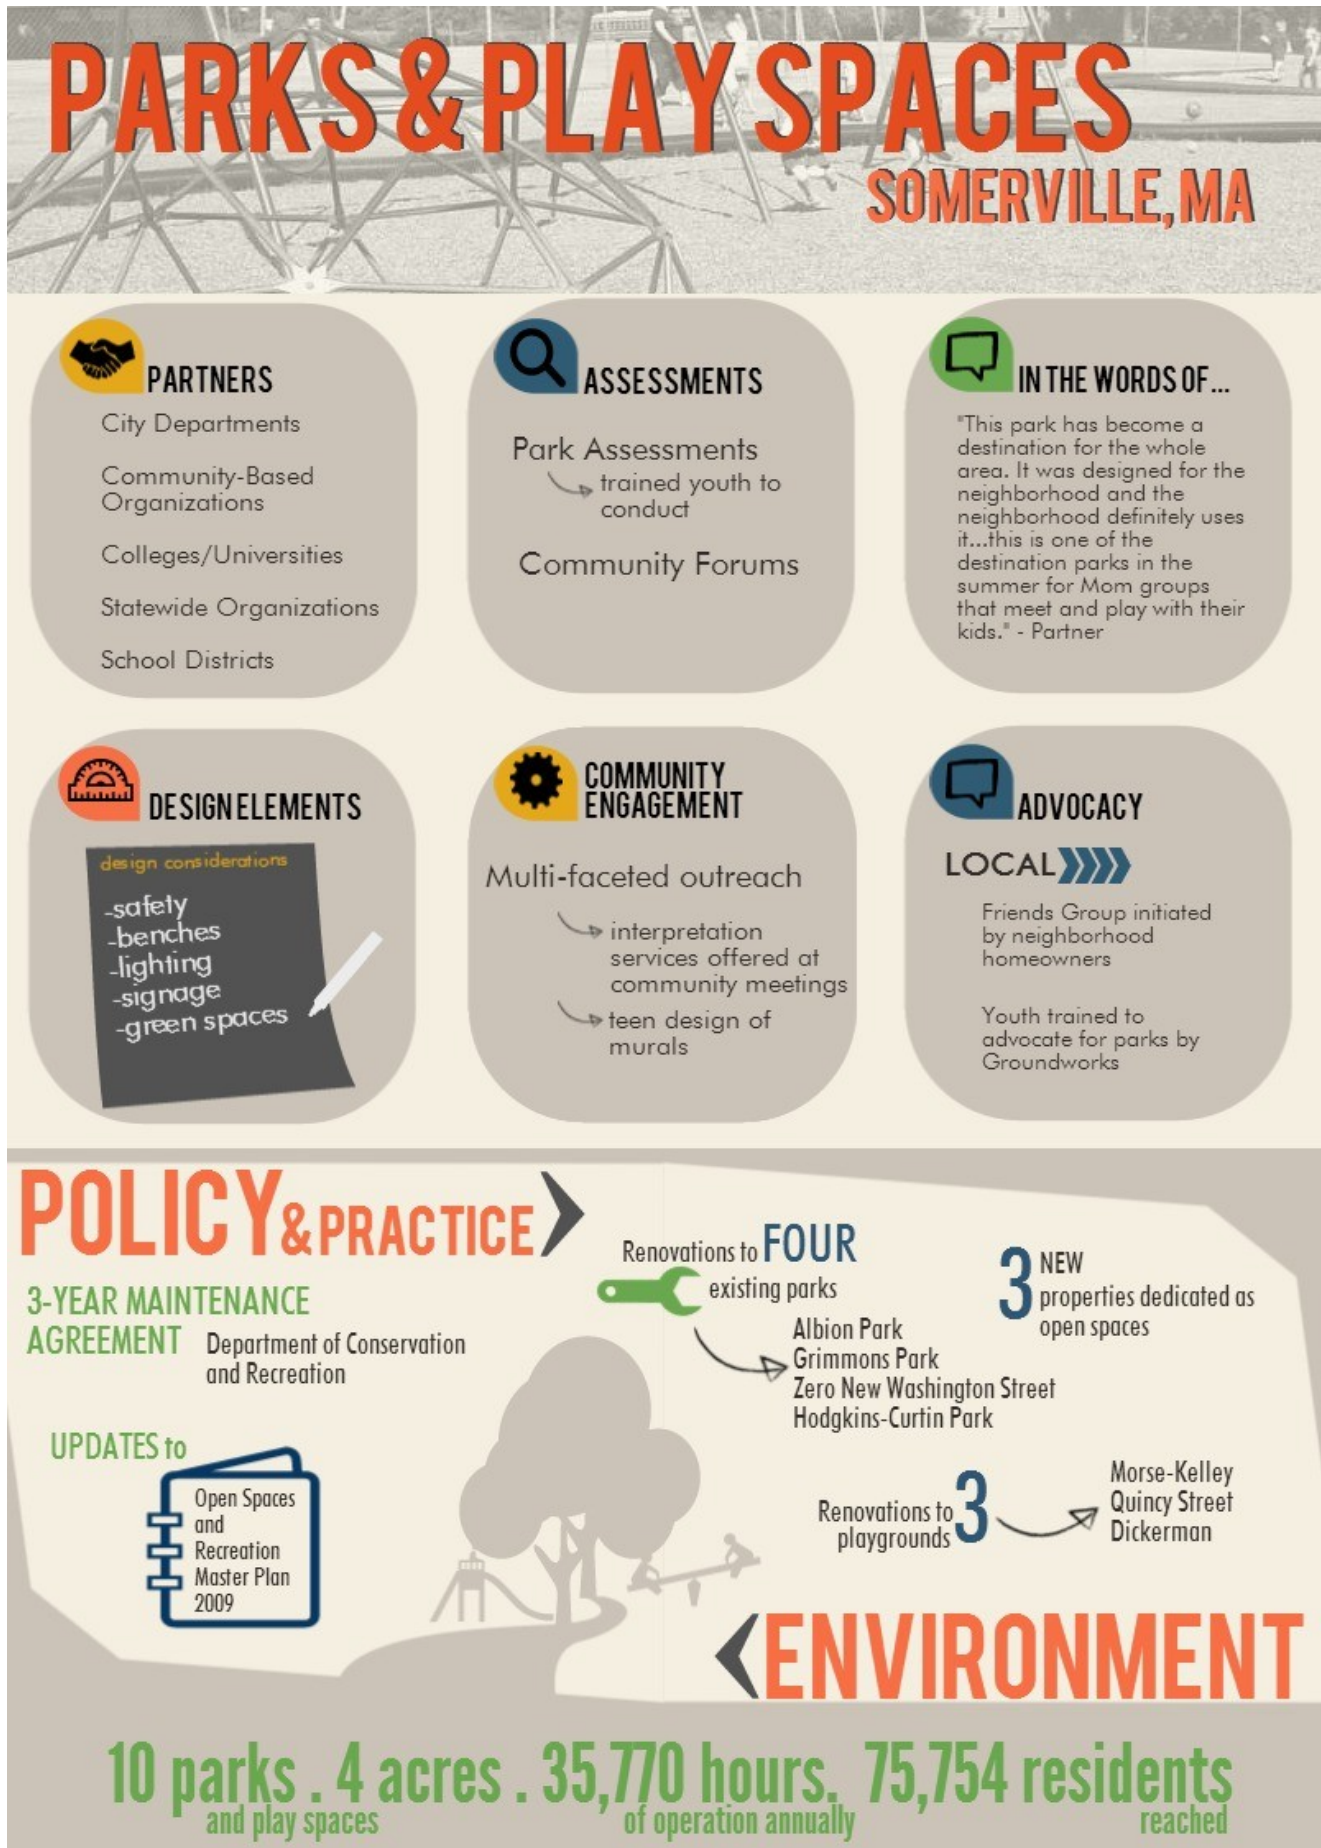 PARKS & PLAY SPACES
SOMERVILLE, MA
PARTNERS
City Departments
Community-Based
Organizations
Colleges/Universities
Statewide Organizations
School Districts
ASSESSMENTS
Park Assessments
trained youth to
conduct
Community Forums
IN THE WORDS OF...
"This park has become a
destination for the whole
area. It was designed for the
neighborhood and the
neighborhood definitely uses
it...this is one of the
destination parks in the
summer for Mom groups
that meet and play with their
kids." - Partner
DESIGN ELEMENTS
design considerations
-safety
-benches
-lighting
-signage
-green spaces
COMMUNITY
ENGAGEMENT
Multi-faceted outreach
interpretation
services offered at
community meetings
teen design of
murals
ADVOCACY
LOCAL
Friends Group initiated
by neighborhood
homeowners
Youth trained to
advocate for parks by
Groundworks
POLICY & PRACTICE
3-YEAR MAINTENANCE
AGREEMENT Department of Conservation
and Recreation
UPDATES to
Open Spaces
and
Recreation
Master Plan
2009
Renovations to FOUR
existing parks
Albion Park
Grimmons Park
Zero New Washington Street
Hodgkins-Curtin Park
3 NEW
properties dedicated as
open spaces
Renovations to 3
playgrounds
Morse-Kelley
Quincy Street
Dickerman
ENVIRONMENT
10 parks . 4 acres . 35,770 hours. 75,754 residents
and play spaces of operation annually reached